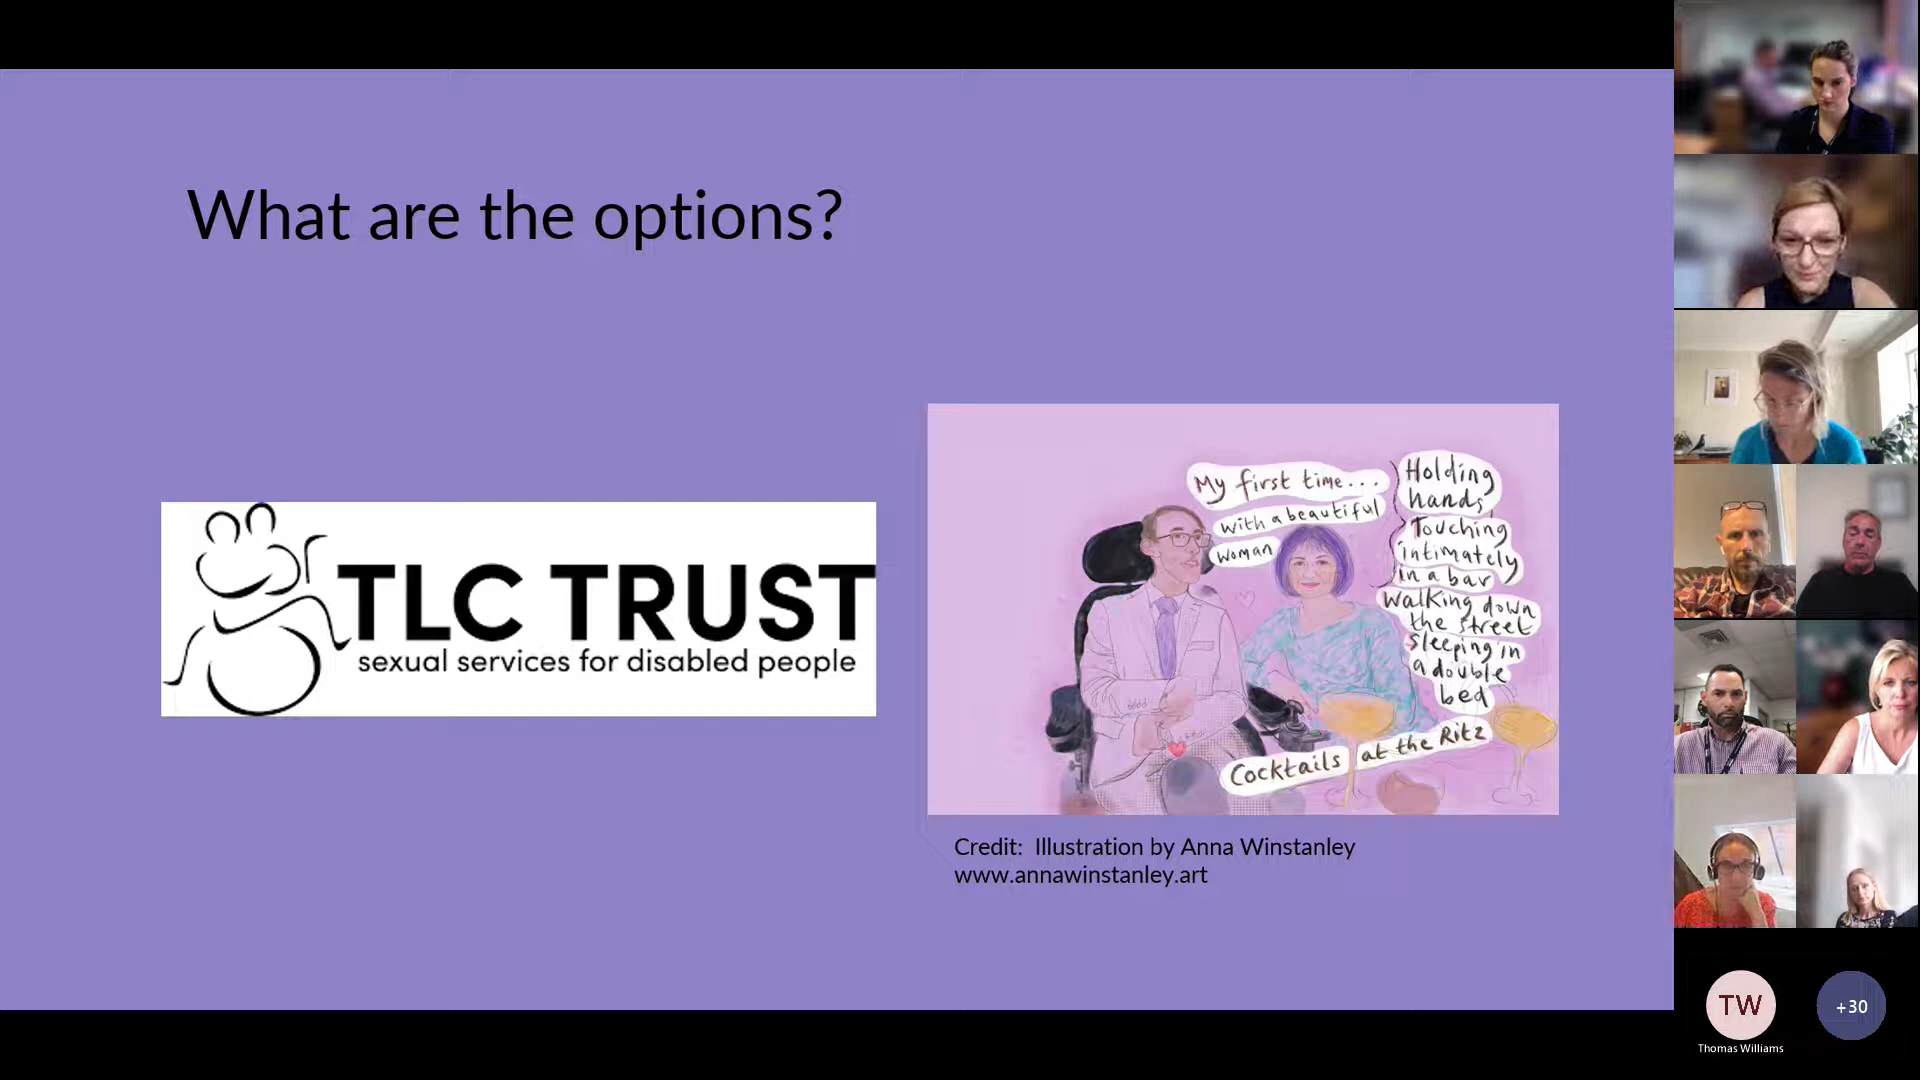 What are the options?
TLC TRUST
sexual services for disabled people
My first time...
with a beautiful
woman
Holding
hands
Touching
intimately
in a bar
Walking down
the street
Sleeping in
a double
bed
Cocktails at the Ritz
Credit: Illustration by Anna Winstanley
www.annawinstanley.art
TW
+30
Thomas Williams